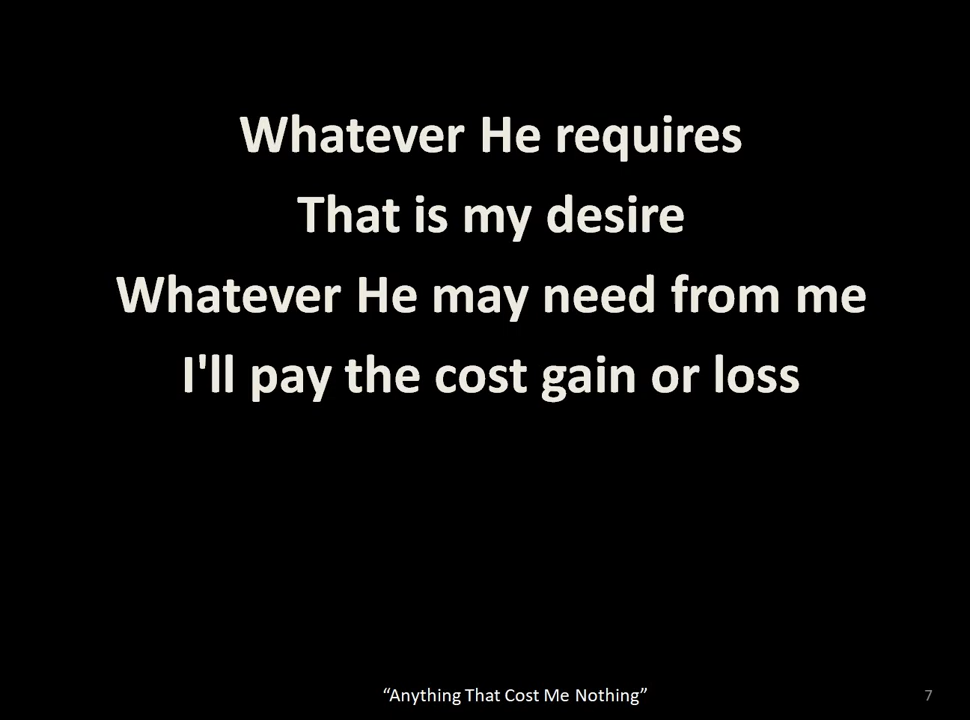 Whatever He requires
That is my desire
Whatever He may need from me
I'll pay the cost gain or loss
“Anything That Cost Me Nothing”
7